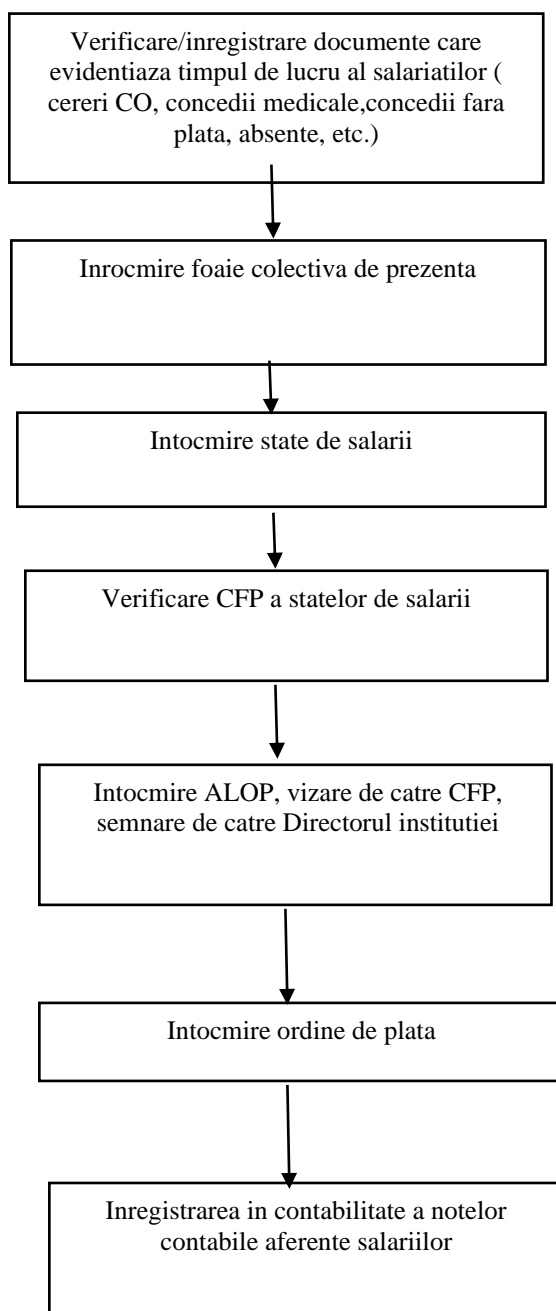 Verificare/inregistrare documente care
evidentiaza timpul de lucru al salariatilor (
cereri CO, concedii medicale,concedii fara
plata, absente, etc.)
Inrocmire foaie colectiva de prezenta
Intocmire state de salarii
Verificare CFP a statelor de salarii
Intocmire ALOP, vizare de catre CFP,
semnare de catre Directorul institutiei
Intocmire ordine de plata
Inregistrarea in contabilitate a notelor
contabile aferente salariilor